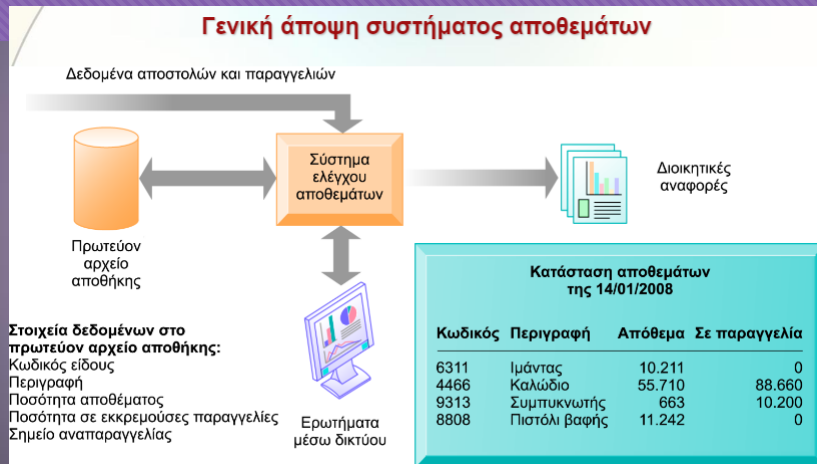 Γενική άποψη συστήματος αποθεμάτων
Δεδομένα αποστολών και παραγγελιών
Σύστημα
ελέγχου
αποθεμάτων
Διοικητικές
αναφορές
Πρωτεύον
αρχείο
αποθήκης
Στοιχεία δεδομένων στο
πρωτεύον αρχείο αποθήκης:
Κωδικός είδους
Περιγραφή
Ποσότητα αποθέματος
Ποσότητα σε εκκρεμούσες παραγγελίες
Σημείο αναπαραγγελίας
Ερωτήματα
μέσω δικτύου
Κατάσταση αποθεμάτων
της 14/01/2008
Κωδικός Περιγραφή Απόθεμα Σε παραγγελία
6311 Ιμάντας 10.211 0
4466 Καλώδιο 55.710 88.660
9313 Συμπυκνωτής 663 10.200
8808 Πιστόλι βαφής 11.242 0